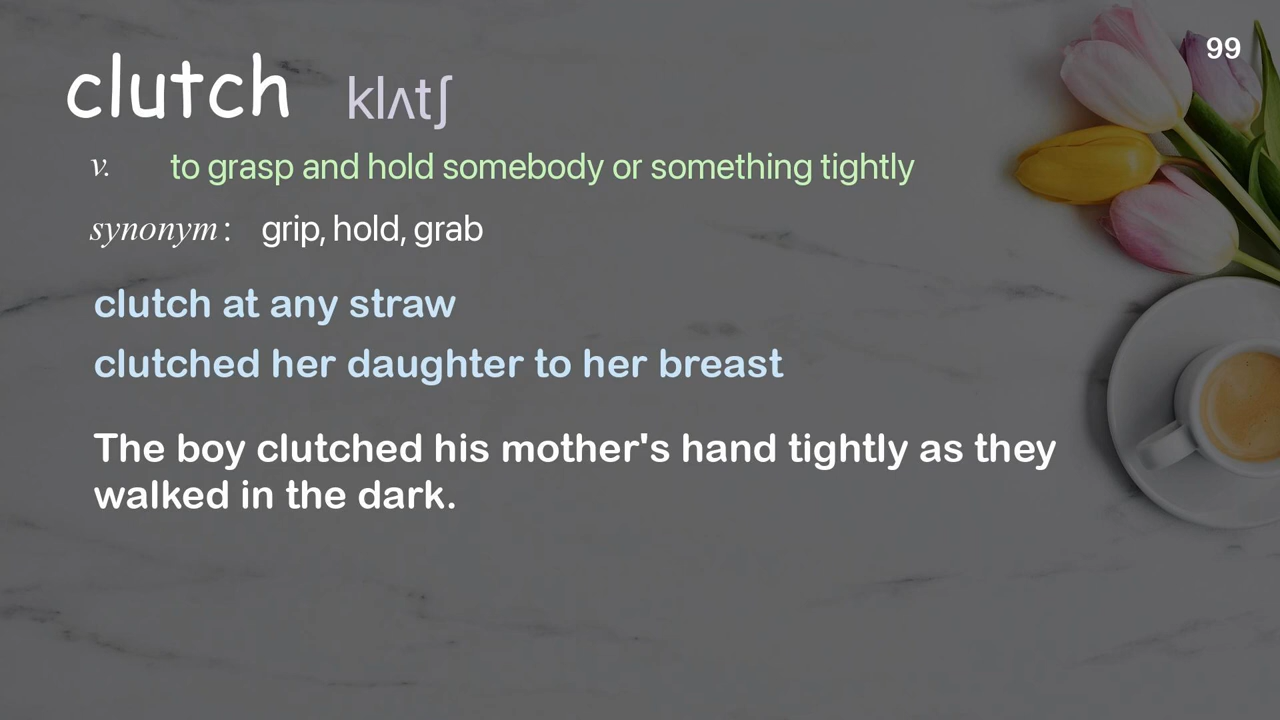 99
clutch klʌtʃ
v. to grasp and hold somebody or something tightly
synonym: grip, hold, grab
clutch at any straw
clutched her daughter to her breast
The boy clutched his mother's hand tightly as they
walked in the dark.